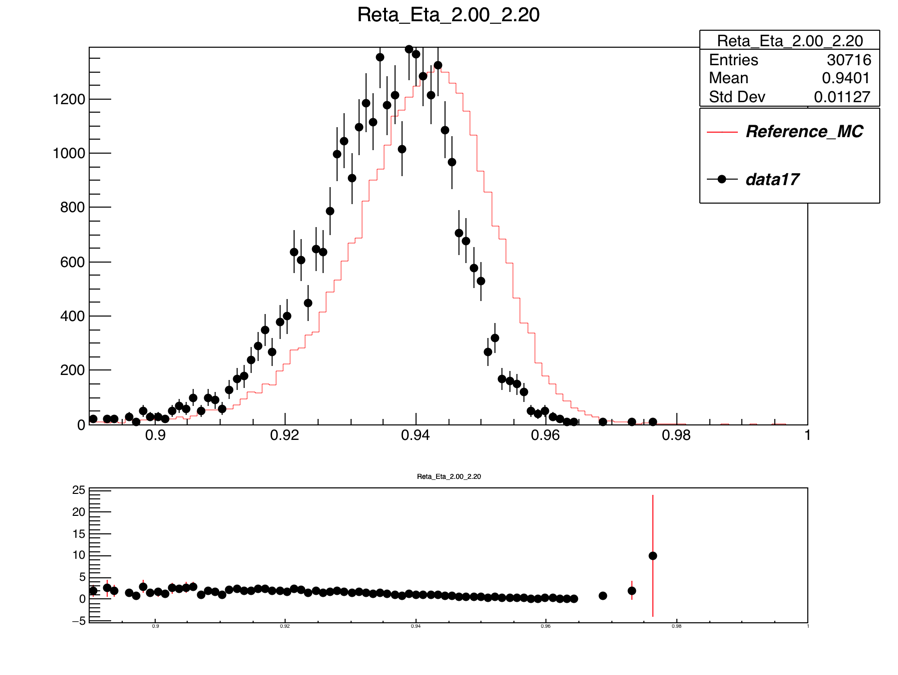 Reta_Eta_2.00_2.20
Reta_Eta_2.00_2.20
Entries 30716
Mean 0.9401
Std Dev 0.01127
Reference_MC
data17
1200
1000
800
600
400
200
0
0.9 0.92 0.94 0.96 0.98 1
Reta_Eta_2.00_2.20
25
20
15
10
5
0
−5
0.9 0.92 0.94 0.96 0.98 1